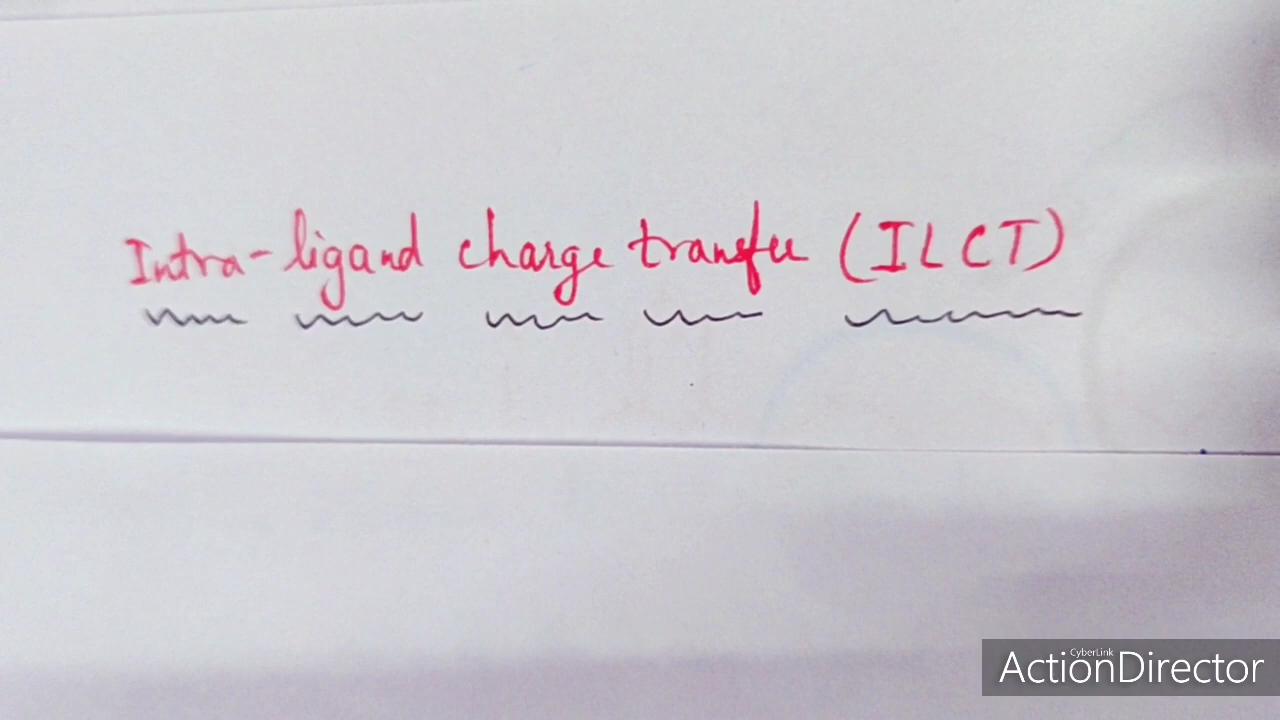 Intra-ligand charge transfer (ILCT)
CyberLink
ActionDirector